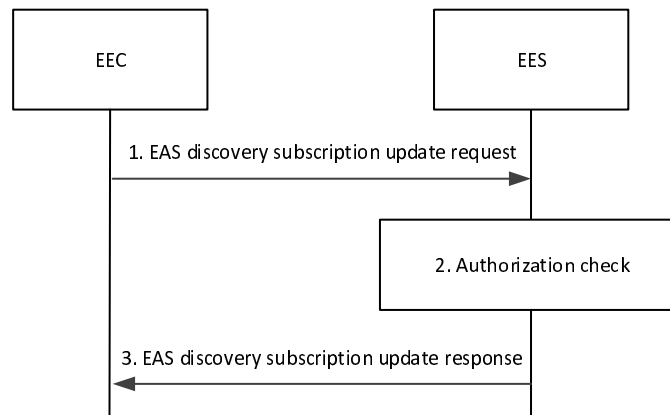 EEC
EES
1. EAS discovery subscription update request
2. Authorization check
3. EAS discovery subscription update response